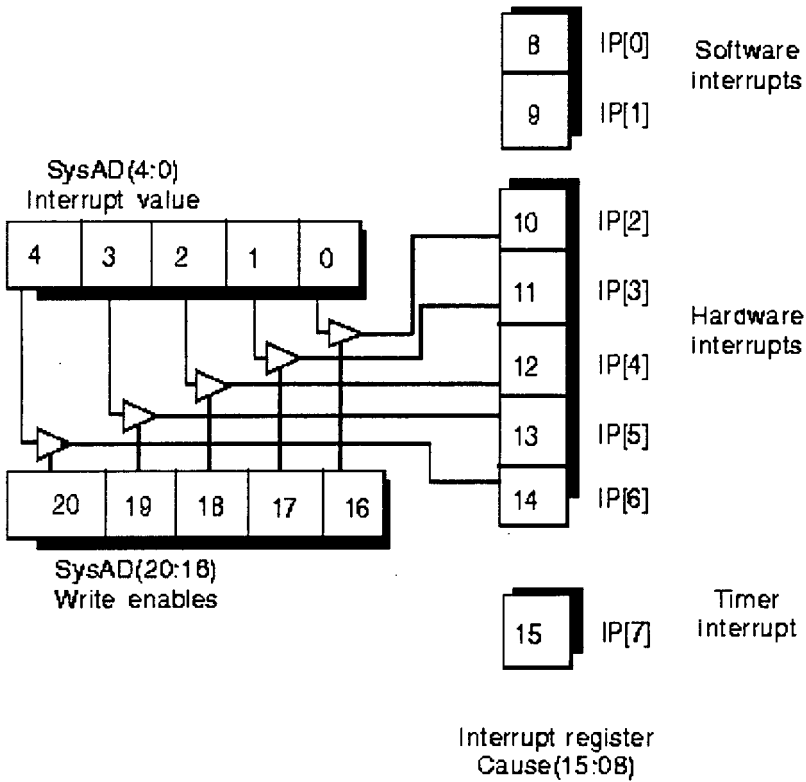 8 IP[0]
Software
interrupts
9 IP[1]
SysAD(4:0)
Interrupt value
4 3 2 1 0
10 IP[2]
11 IP[3]
Hardware
interrupts
12 IP[4]
13 IP[5]
14 IP[6]
20 19 18 17 16
SysAD(20:16)
Write enables
15 IP[7]
Timer
interrupt
Interrupt register
Cause(15:08)